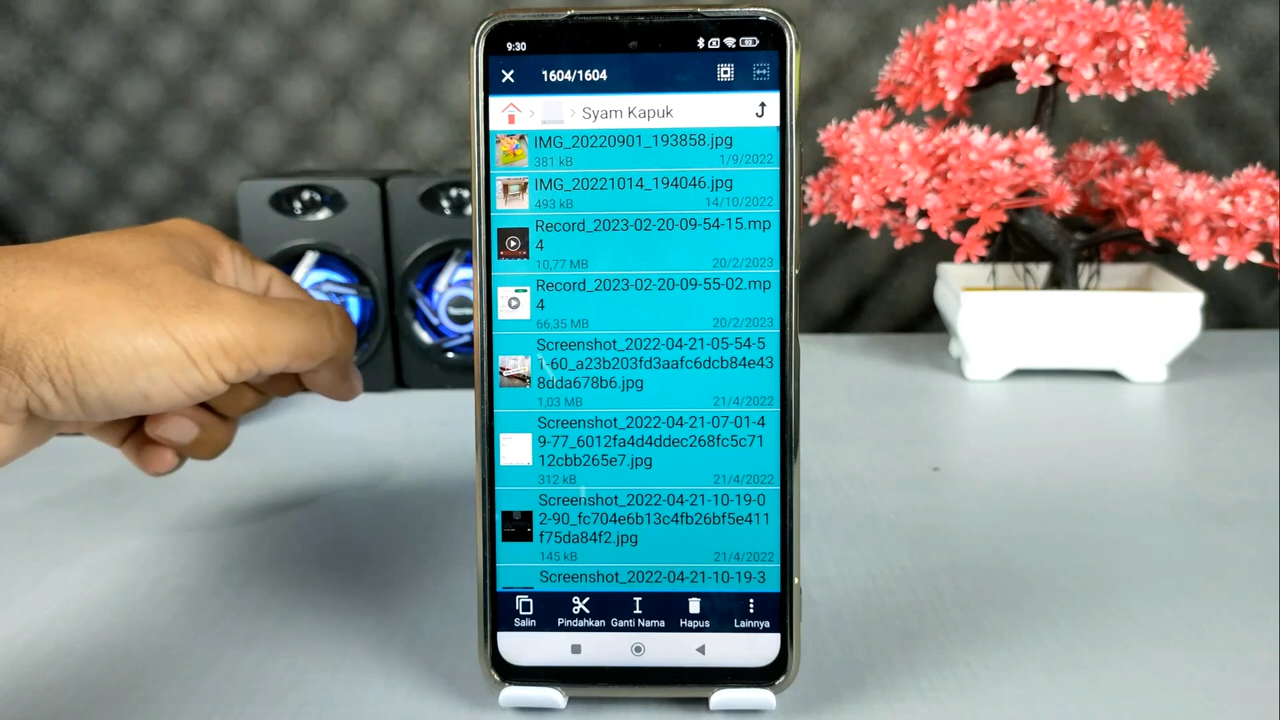 9:30
93
1604/1604
Syam Kapuk
IMG_20220901_193858.jpg
381 kB 1/9/2022
IMG_20221014_194046.jpg
493 kB 14/10/2022
Record_2023-02-20-09-54-15.mp
4
10,77 MB 20/2/2023
Record_2023-02-20-09-55-02.mp
4
66,35 MB 20/2/2023
Screenshot_2022-04-21-05-54-5
1-60_a23b203fd3aafc6dcb84e43
8dda678b6.jpg
1,03 MB 21/4/2022
Screenshot_2022-04-21-07-01-4
9-77_6012fa4d4ddec268fc5c71
12cbb265e7.jpg
312 kB 21/4/2022
Screenshot_2022-04-21-10-19-0
2-90_fc704e6b13c4fb26bf5e411
f75da84f2.jpg
145 kB 21/4/2022
Screenshot_2022-04-21-10-19-3
Salin Pindahkan Ganti Nama Hapus Lainnya